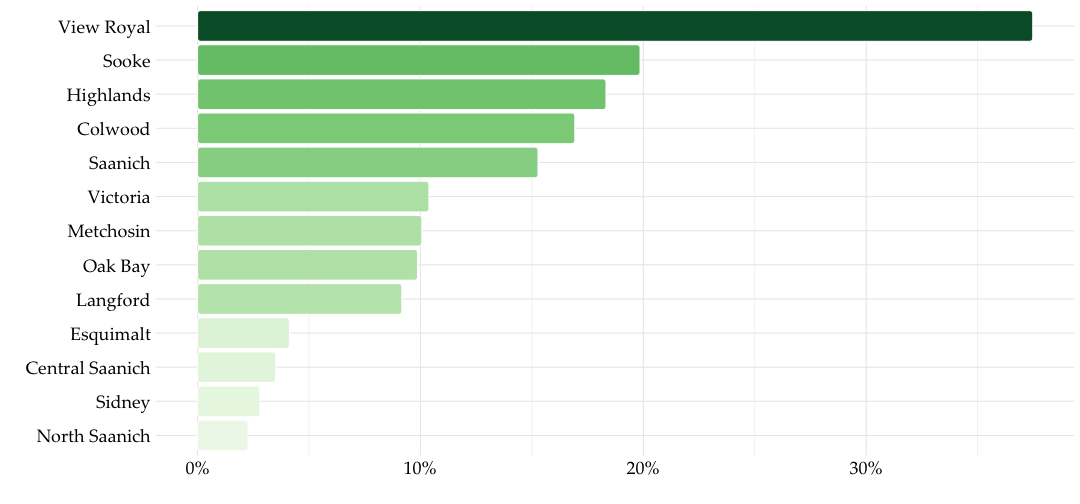 View Royal
Sooke
Highlands
Colwood
Saanich
Victoria
Metchosin
Oak Bay
Langford
Esquimalt
Central Saanich
Sidney
North Saanich
0% 10% 20% 30%